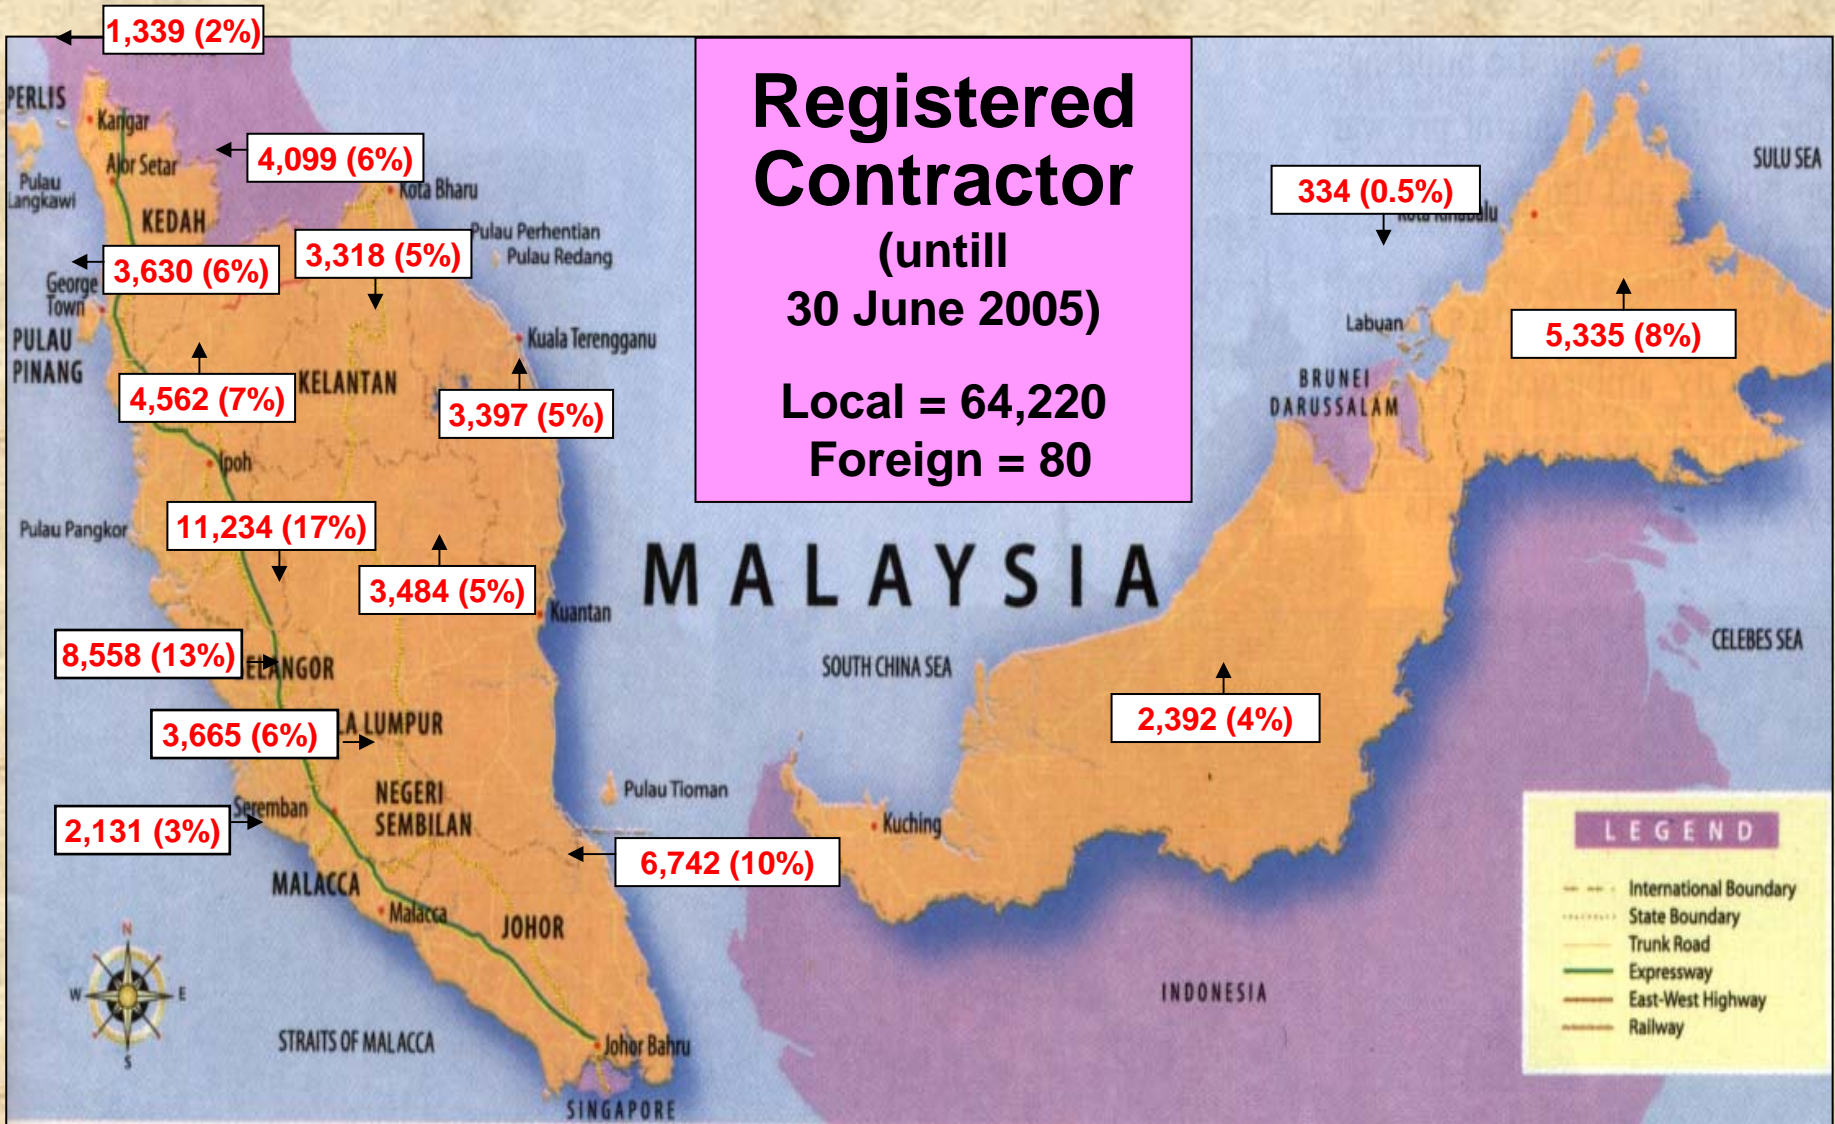 1,339 (2%)
PERLIS
Kangar
Alor Setar
4,099 (6%)
Pulau
Langkawi
Kota Bharu
KEDAH
Pulau Perhentian
Pulau Redang
3,630 (6%)
3,318 (5%)
George
Town
PULAU
PINANG
Kuala Terengganu
4,562 (7%)
KELANTAN
3,397 (5%)
Ipoh
Pulau Pangkor
11,234 (17%)
3,484 (5%)
Kuantan
8,558 (13%)
ELANGOR
3,665 (6%)
LA LUMPUR
NEGERI
SEMBILAN
Seremban
2,131 (3%)
Pulau Tioman
6,742 (10%)
MALACCA
Malacca
JOHOR
N
W E
S
STRAITS OF MALACCA
Johor Bahru
SINGAPORE
Registered
Contractor
(untill
30 June 2005)
Local = 64,220
Foreign = 80
MALAYSIA
SOUTH CHINA SEA
334 (0.5%)
Kota Kinabalu
SULU SEA
Labuan
5,335 (8%)
BRUNEI
DARUSSALAM
CELEBES SEA
2,392 (4%)
Kuching
INDONESIA
LEGEND
International Boundary
State Boundary
Trunk Road
Expressway
East-West Highway
Railway